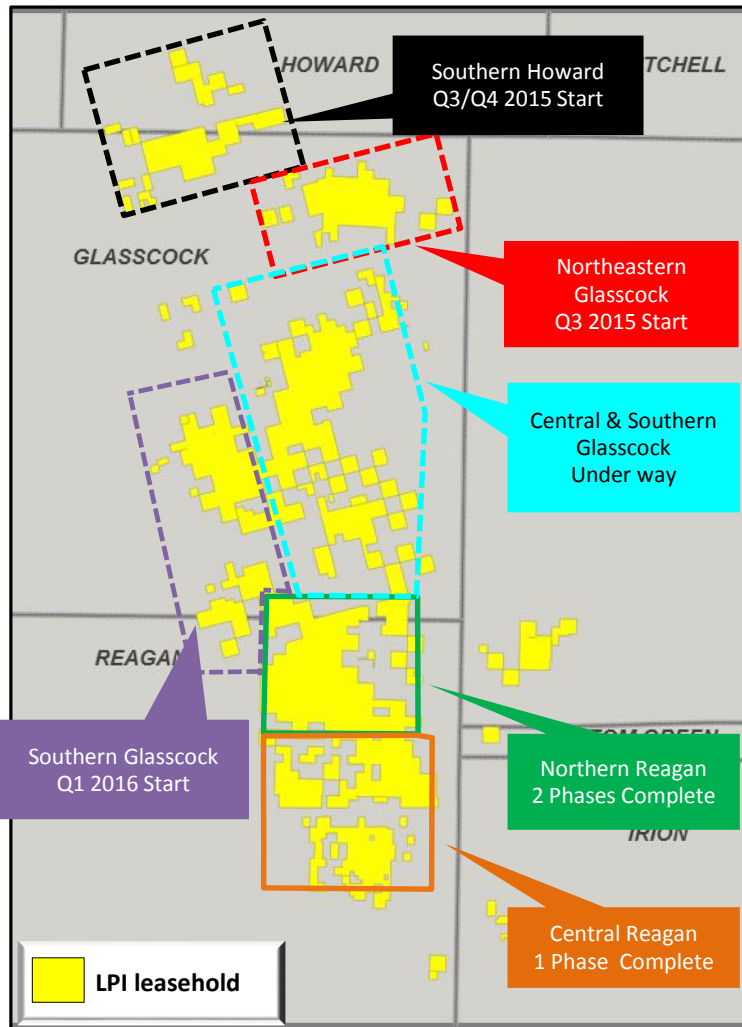 HOWARD
TCHELL
Southern Howard
Q3/Q4 2015 Start
GLASSCOCK
Northeastern
Glasscock
Q3 2015 Start
Central & Southern
Glasscock
Under way
REAGAN
Southern Glasscock
Q1 2016 Start
TOM GREEN
Northern Reagan
2 Phases Complete
IRION
Central Reagan
1 Phase Complete
LPI leasehold